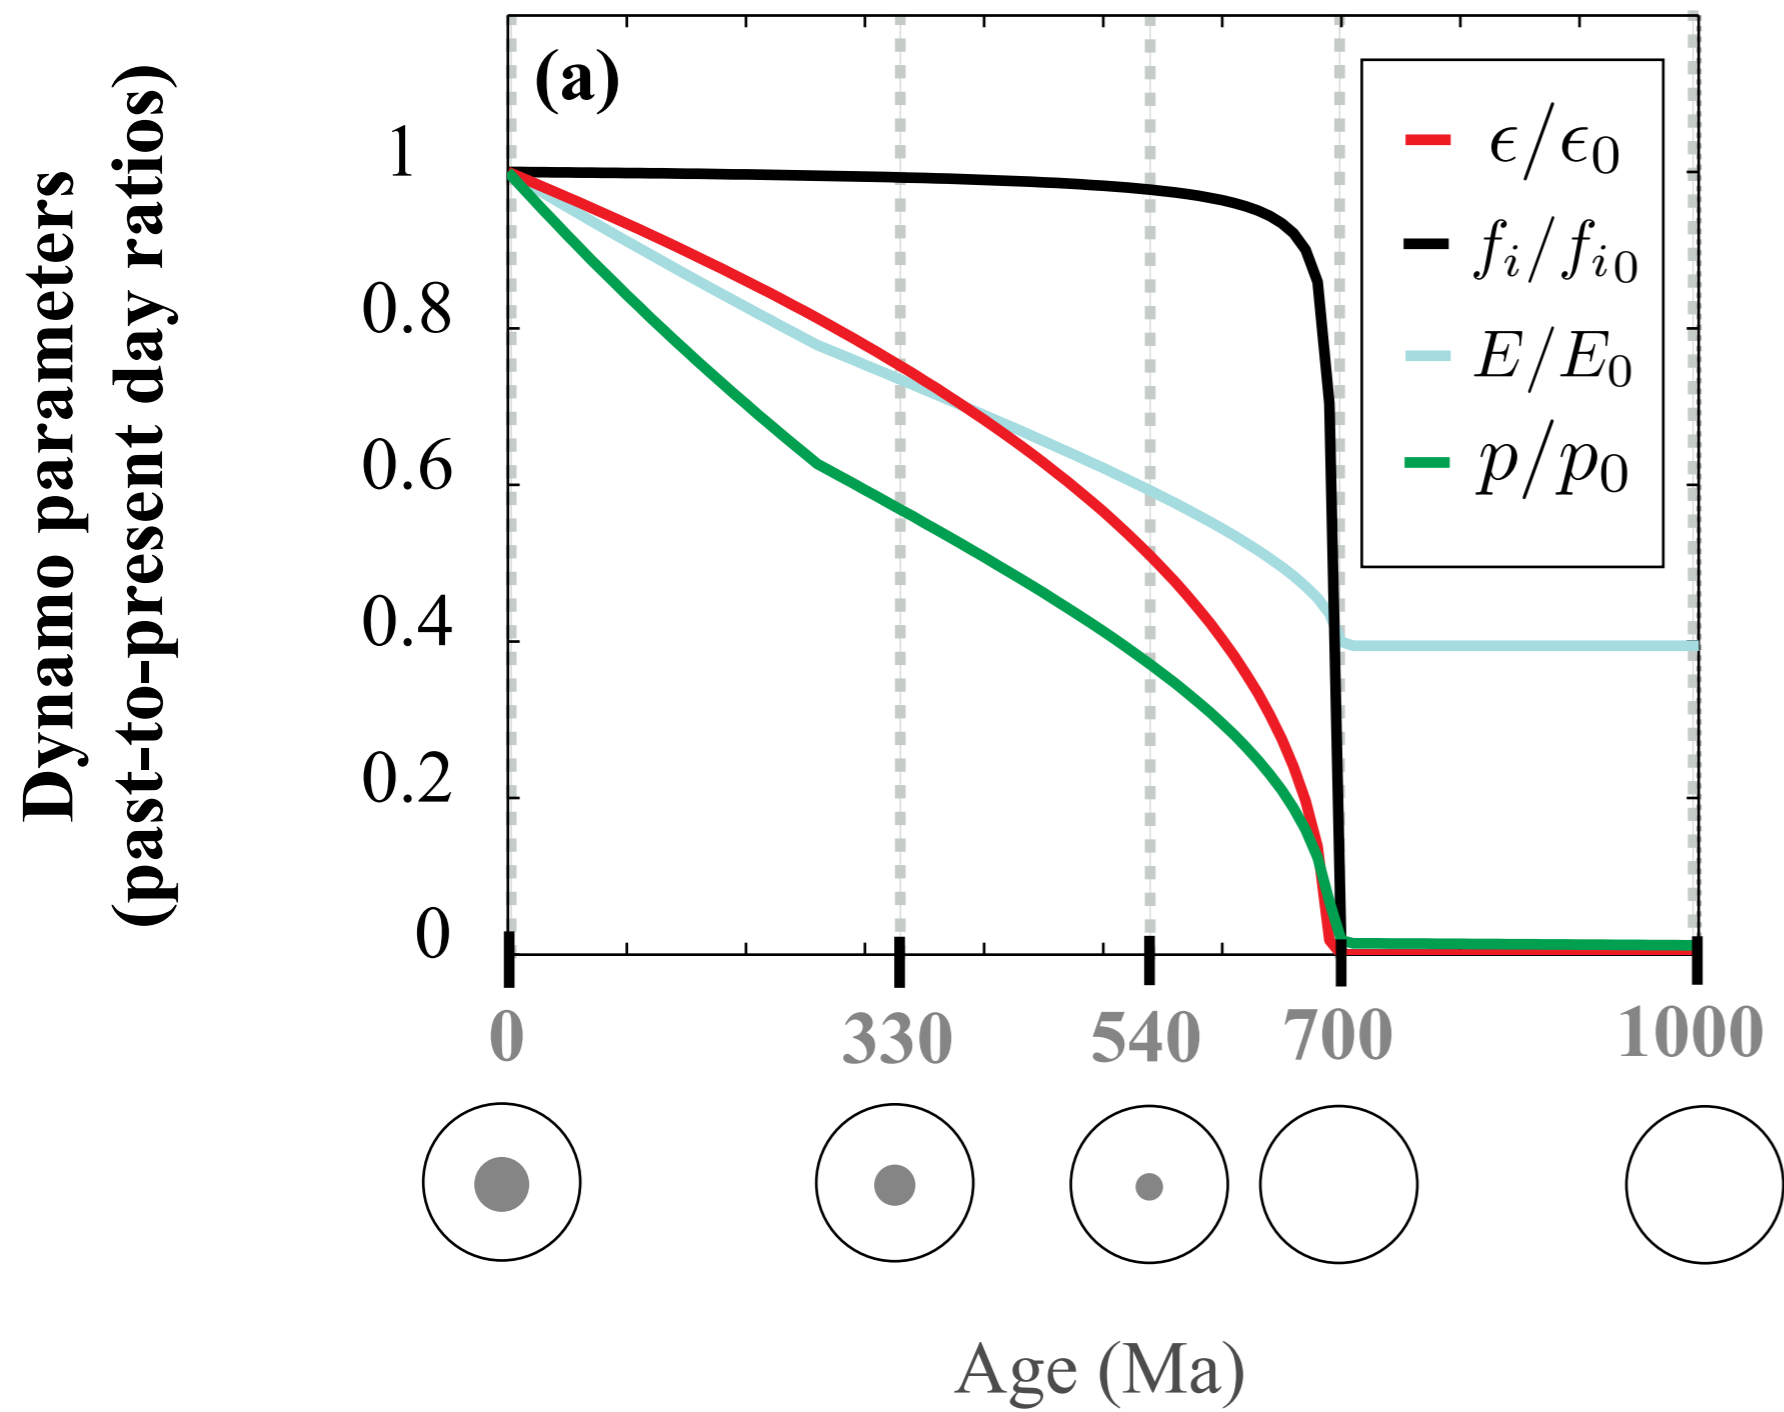 Dynamo parameters
(past-to-present day ratios)
(a)
1
0.8
0.6
0.4
0.2
0
ϵ/ϵ₀
fᵢ/fᵢ₀
E/E₀
p/p₀
0 330 540 700 1000
Age (Ma)